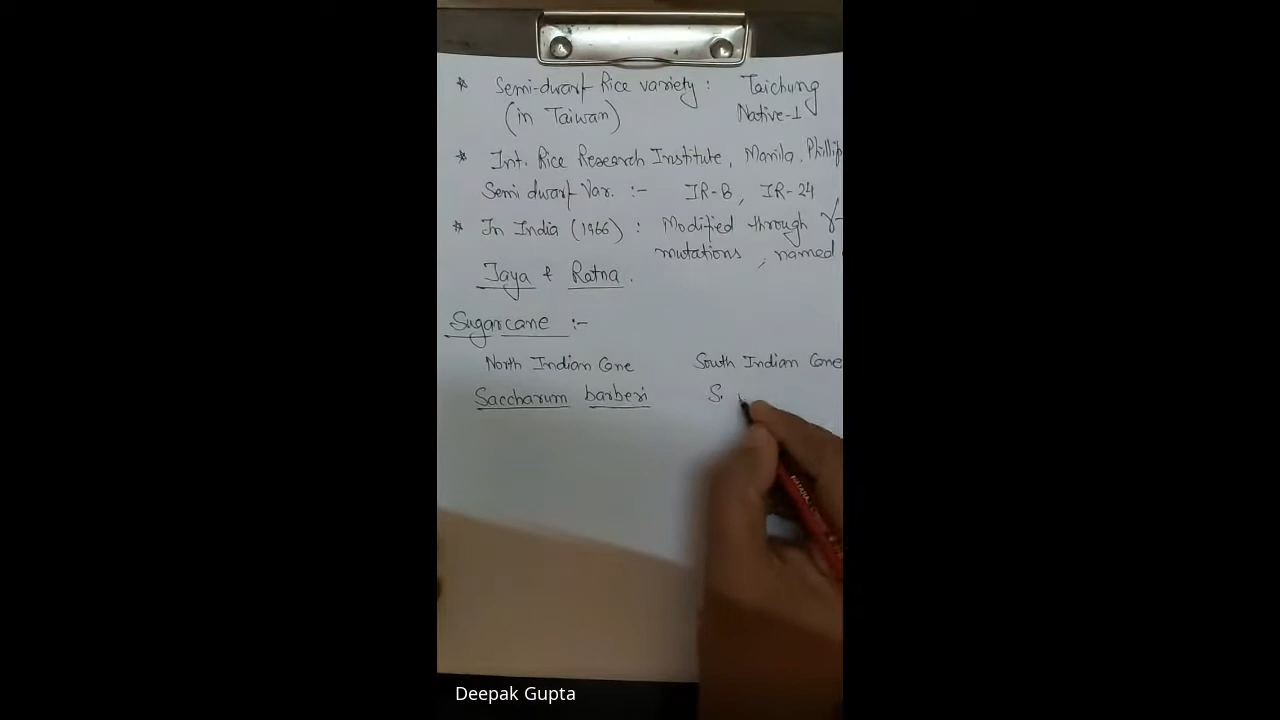 * Semi-dwarf Rice variety : Taichung
(in Taiwan) Native-1
* Int. Rice Research Institute, Manila, Phillip
Semi dwarf Var. :- IR-8, IR-24
* In India (1966) : Modified through γ-
mutations, named
Jaya & Ratna.
Sugarcane :-
North Indian Cane South Indian Cane
Saccharum barberi S.
Deepak Gupta